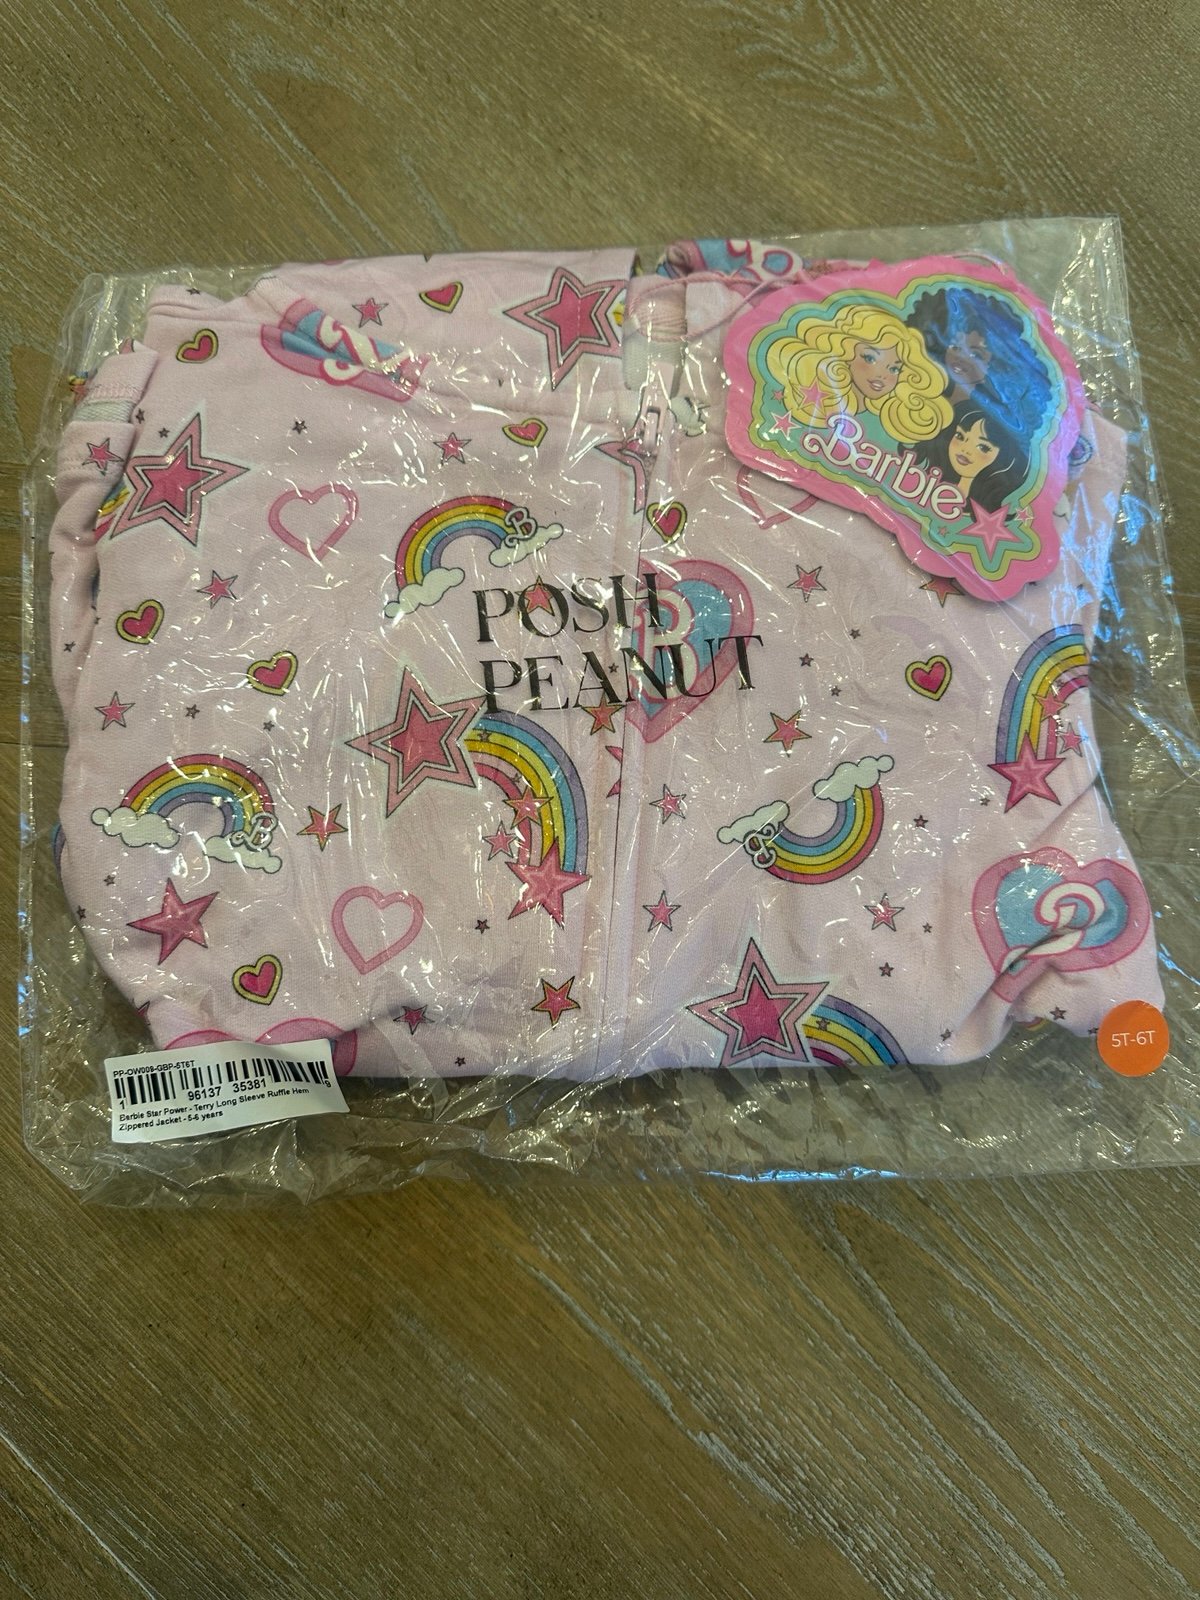 Barbie
POSH
PEANUT
B
B
B
B
5T-6T
PP-OW009-GBP-5T6T
1 96137 35381 9
Barbie Star Power - Terry Long Sleeve Ruffle Hem
Zippered Jacket - 5-6 years